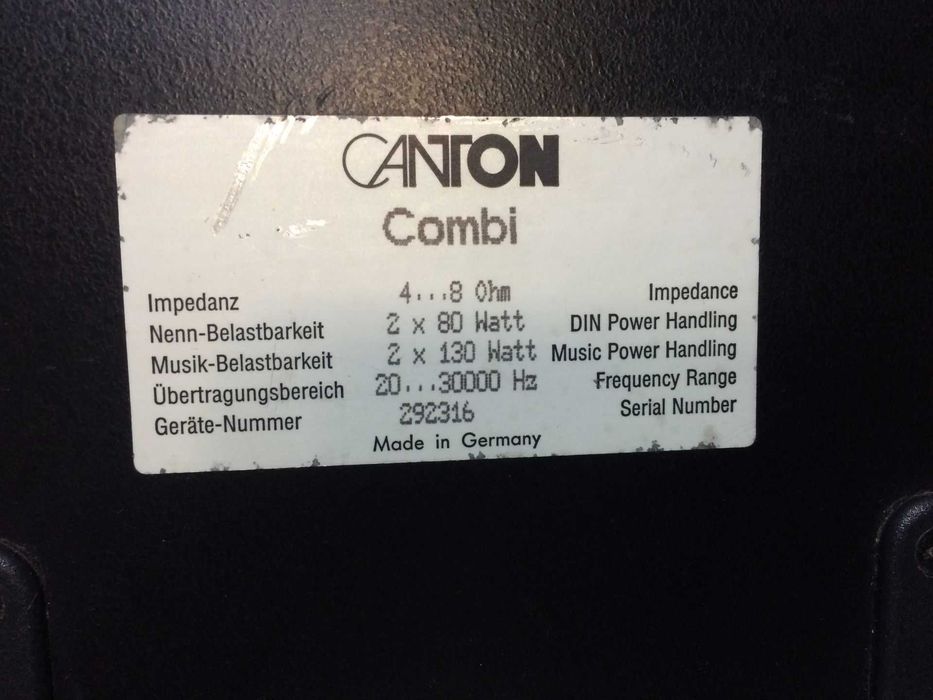 CANTON
Combi
Impedanz 4...8 Ohm Impedance
Nenn-Belastbarkeit 2 x 80 Watt DIN Power Handling
Musik-Belastbarkeit 2 x 130 Watt Music Power Handling
Übertragungsbereich 20...30000 Hz Frequency Range
Geräte-Nummer 292316 Serial Number
Made in Germany